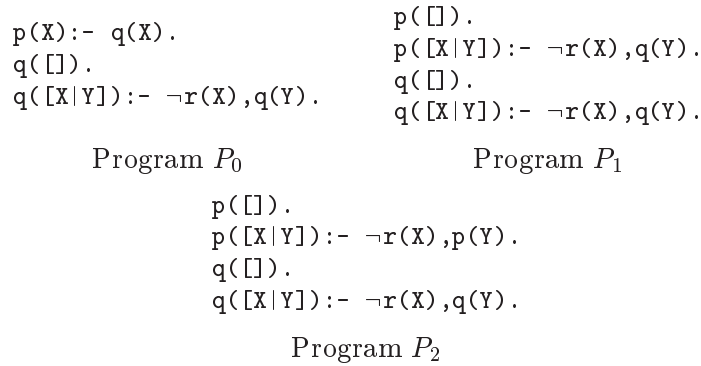 p(X):- q(X).
q([]).
q([X|Y]):- ¬r(X),q(Y).
Program P0
p([]).
p([X|Y]):- ¬r(X),q(Y).
q([]).
q([X|Y]):- ¬r(X),q(Y).
Program P1
p([]).
p([X|Y]):- ¬r(X),p(Y).
q([]).
q([X|Y]):- ¬r(X),q(Y).
Program P2